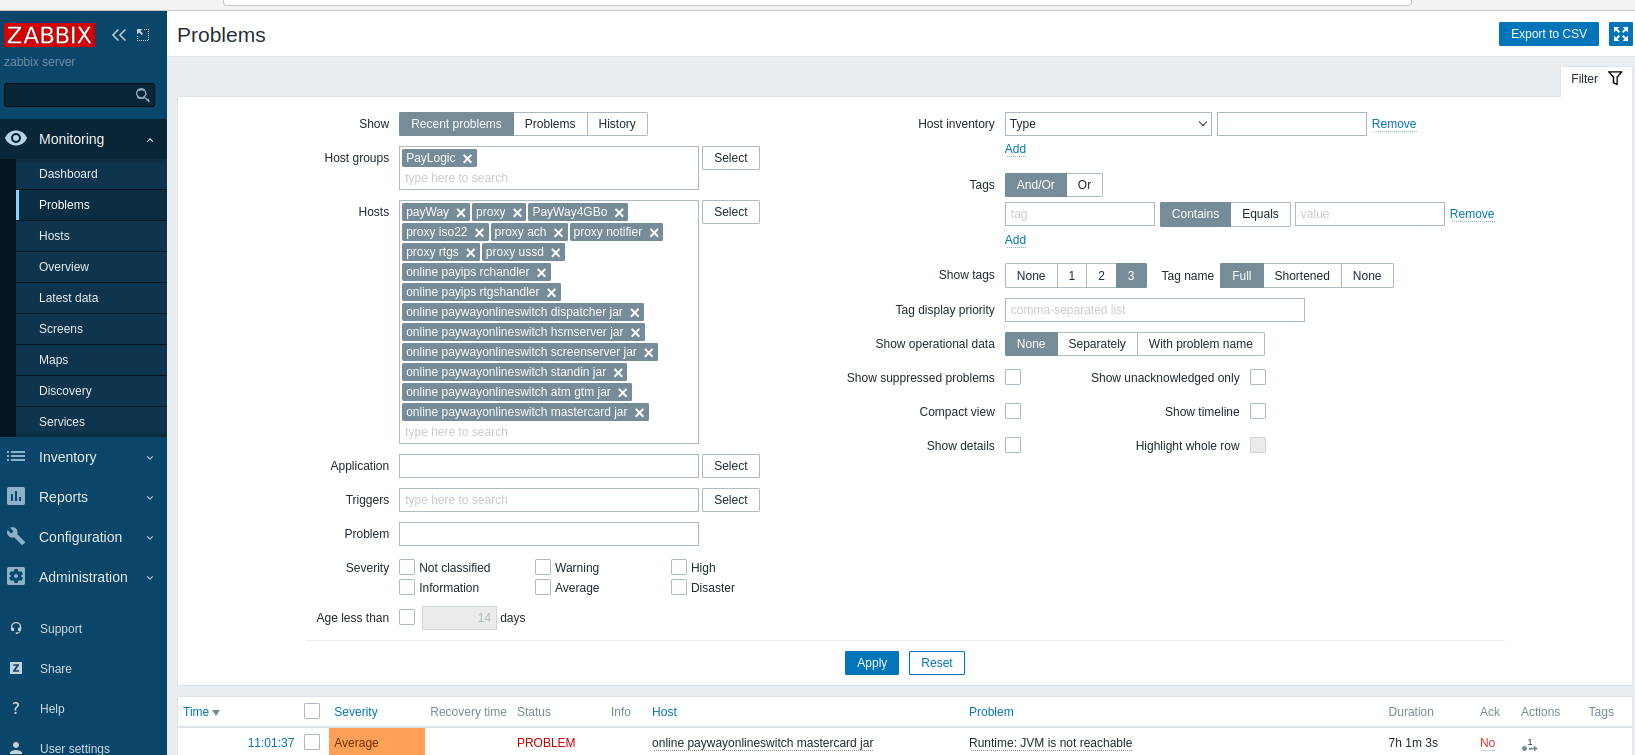 ZABBIX
zabbix server
Monitoring
Dashboard
Problems
Hosts
Overview
Latest data
Screens
Maps
Discovery
Services
Inventory
Reports
Configuration
Administration
Support
Share
Help
User settings
Problems
Export to CSV
Filter
Show Recent problems Problems History
Host groups PayLogic Select
type here to search
Hosts payWay proxy PayWay4GBo Select
proxy iso22 proxy ach proxy notifier
proxy rtgs proxy ussd
online payips rchandler
online payips rtgshandler
online paywayonlineswitch dispatcher jar
online paywayonlineswitch hsmserver jar
online paywayonlineswitch screenserver jar
online paywayonlineswitch standin jar
online paywayonlineswitch atm gtm jar
online paywayonlineswitch mastercard jar
type here to search
Application Select
Triggers type here to search Select
Problem
Severity Not classified Warning High
Information Average Disaster
Age less than 14 days
Host inventory Type Remove
Add
Tags And/Or Or
tag Contains Equals value Remove
Add
Show tags None 1 2 3 Tag name Full Shortened None
Tag display priority comma-separated list
Show operational data None Separately With problem name
Show suppressed problems Show unacknowledged only
Compact view Show timeline
Show details Highlight whole row
Apply Reset
Time Severity Recovery time Status Info Host Problem Duration Ack Actions Tags
11:01:37 Average PROBLEM online paywayonlineswitch mastercard jar Runtime: JVM is not reachable 7h 1m 3s No 1